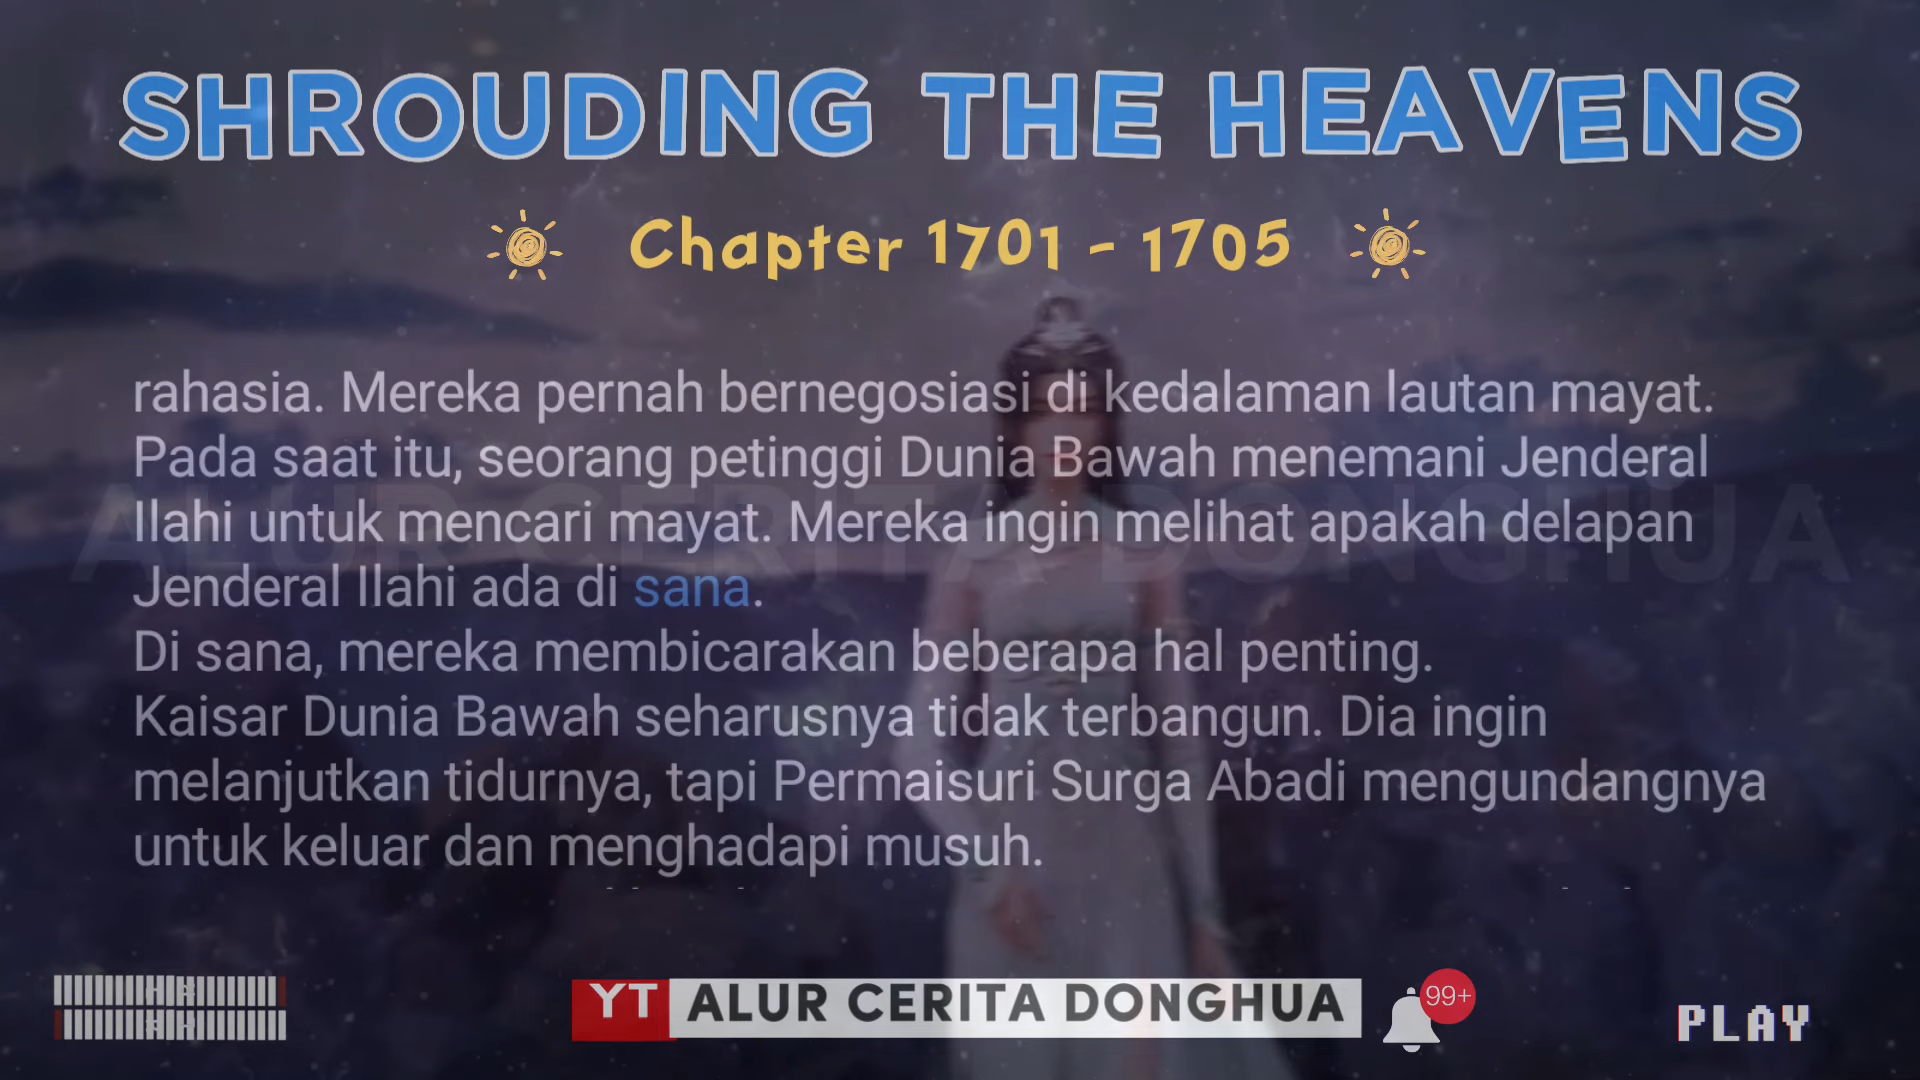 SHROUDING THE HEAVENS
Chapter 1701 - 1705
rahasia. Mereka pernah bernegosiasi di kedalaman lautan mayat.
Pada saat itu, seorang petinggi Dunia Bawah menemani Jenderal
Ilahi untuk mencari mayat. Mereka ingin melihat apakah delapan
ALUR CERITA DONGHUA
Jenderal Ilahi ada di sana.
Di sana, mereka membicarakan beberapa hal penting.
Kaisar Dunia Bawah seharusnya tidak terbangun. Dia ingin
melanjutkan tidurnya, tapi Permaisuri Surga Abadi mengundangnya
untuk keluar dan menghadapi musuh.
YT ALUR CERITA DONGHUA
99+
PLAY